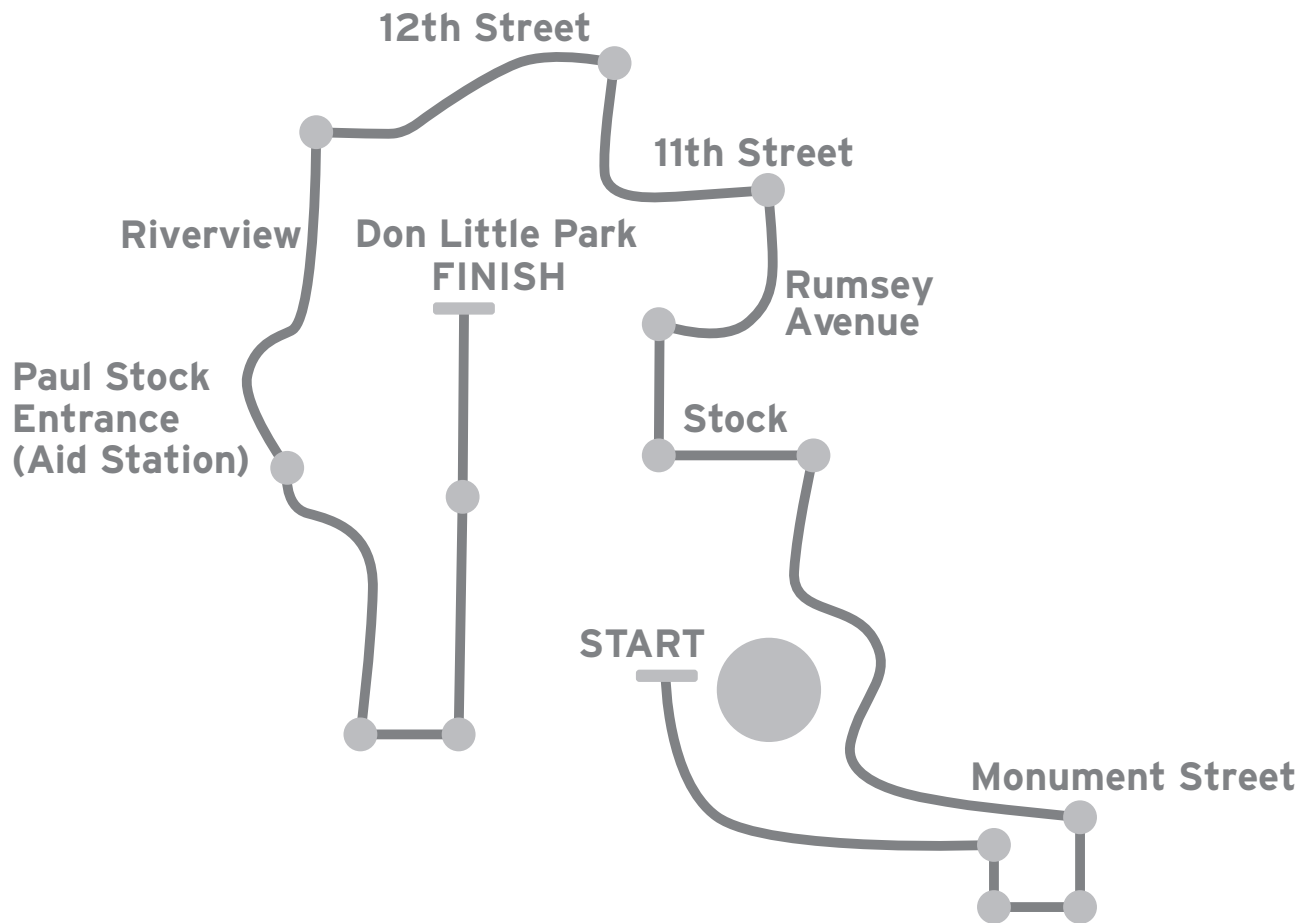 12th Street
11th Street
Riverview
Don Little Park
FINISH
Rumsey
Avenue
Paul Stock
Entrance
(Aid Station)
Stock
START
Monument Street